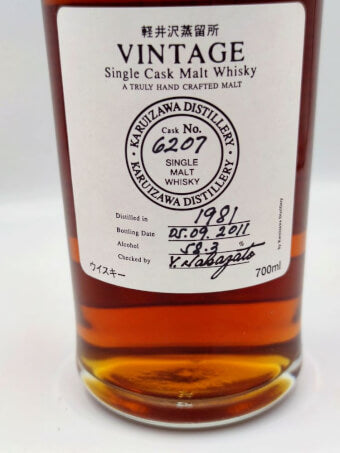 軽井沢蒸留所
VINTAGE
Single Cask Malt Whisky
A TRULY HAND CRAFTED MALT
• KARUIZAWA DISTILLERY •
Cask No.
6207
SINGLE
MALT
WHISKY
KARUIZAWA DISTILLERY
Distilled in 1981
Bottling Date 25.09.2011
Alcohol 58.3 %
Checked by Y. Nakazato
ウイスキー
700ml